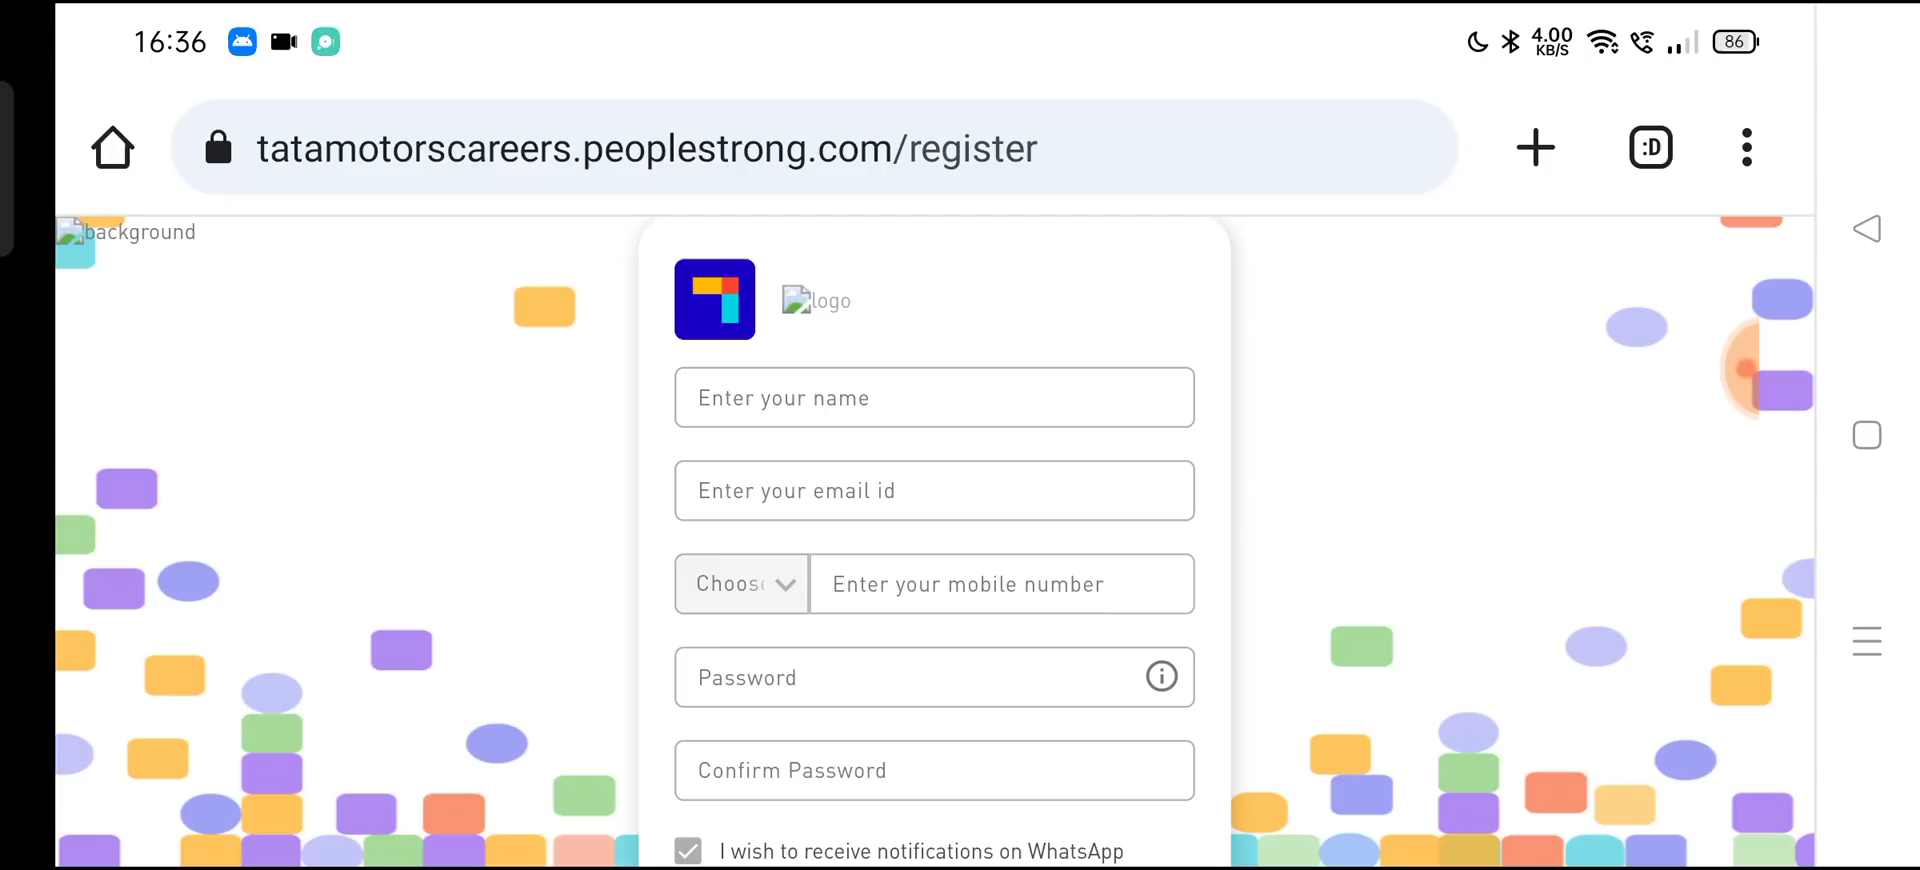 16:36
4.00
KB/S
86
tatamotorscareers.peoplestrong.com/register
:D
background
logo
Enter your name
Enter your email id
Choose
Enter your mobile number
Password
Confirm Password
I wish to receive notifications on WhatsApp